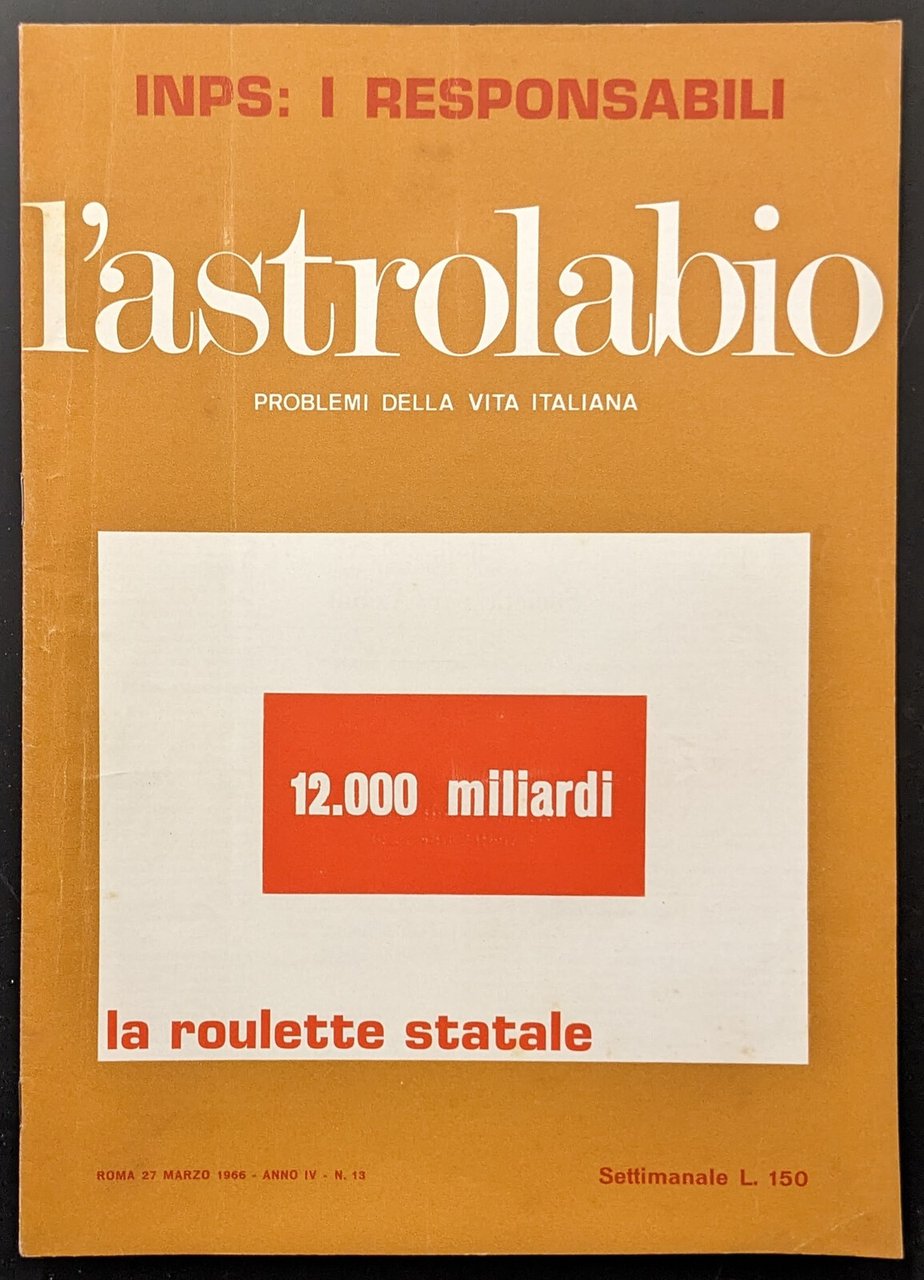 INPS: I RESPONSABILI
l'astrolabio
PROBLEMI DELLA VITA ITALIANA
12.000 miliardi
la roulette statale
ROMA 27 MARZO 1966 - ANNO IV - N. 13
Settimanale L. 150